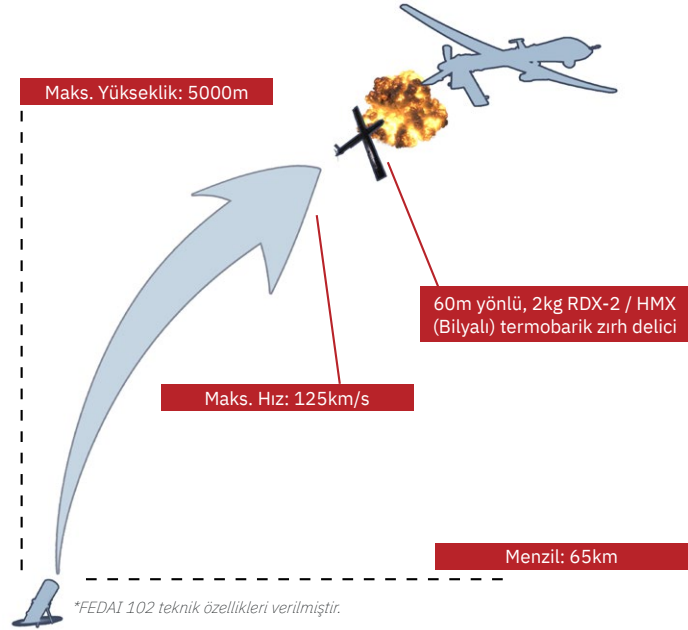 Maks. Yükseklik: 5000m
60m yönlü, 2kg RDX-2 / HMX
(Bilyalı) termobarik zırh delici
Maks. Hız: 125km/s
Menzil: 65km
*FEDAI 102 teknik özellikleri verilmiştir.